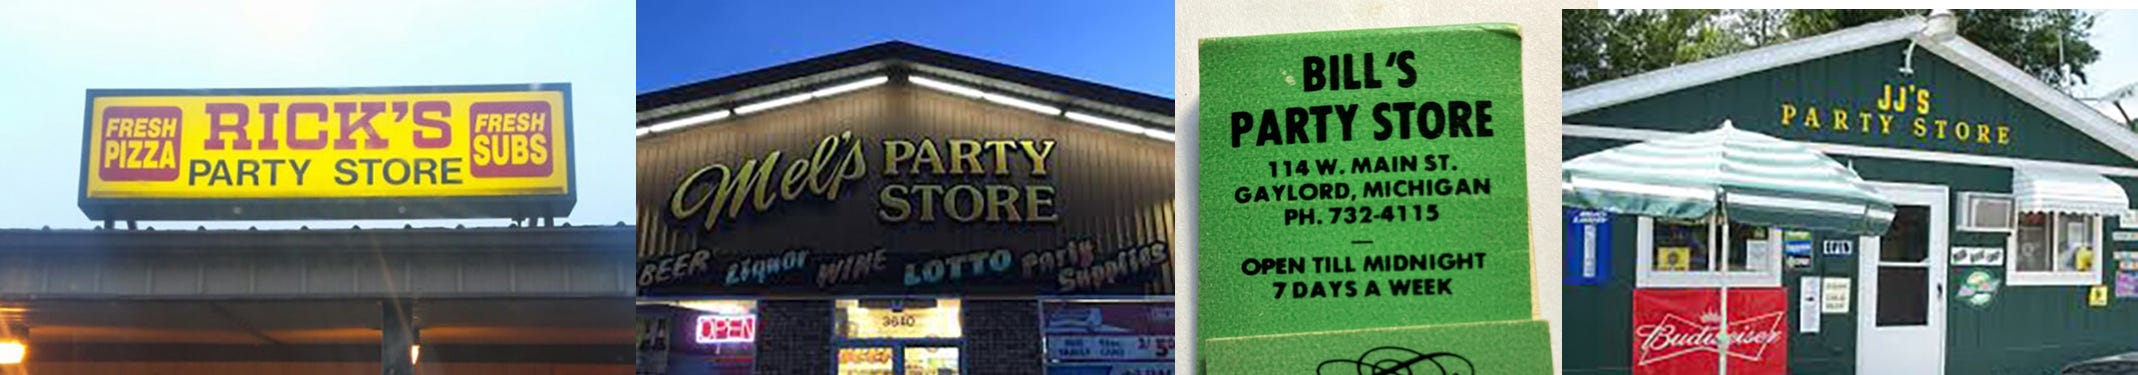 FRESH
PIZZA
RICK'S
PARTY STORE
FRESH
SUBS
Mel's PARTY
STORE
BEER Liquor WINE LOTTO Party
Supplies
OPEN
3640
BILL'S
PARTY STORE
114 W. MAIN ST.
GAYLORD, MICHIGAN
PH. 732-4115
OPEN TILL MIDNIGHT
7 DAYS A WEEK
JJ'S
PARTY STORE
OPEN
Budweiser